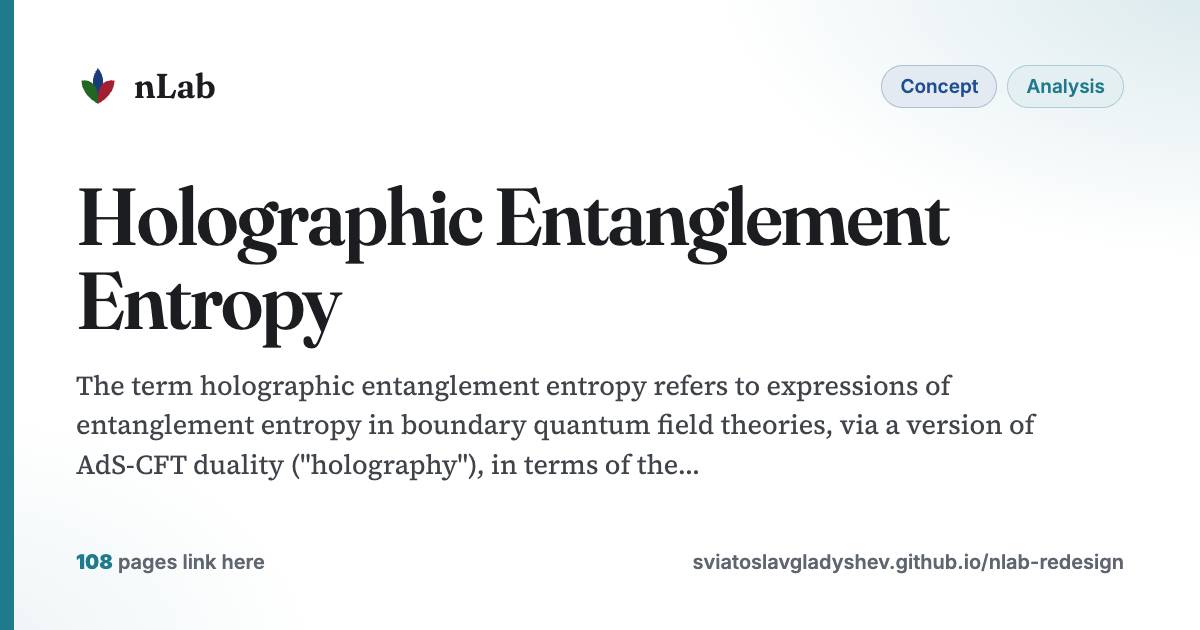 nLab
Concept
Analysis
Holographic Entanglement
Entropy
The term holographic entanglement entropy refers to expressions of
entanglement entropy in boundary quantum field theories, via a version of
AdS-CFT duality ("holography"), in terms of the...
108 pages link here
sviatoslavgladyshev.github.io/nlab-redesign